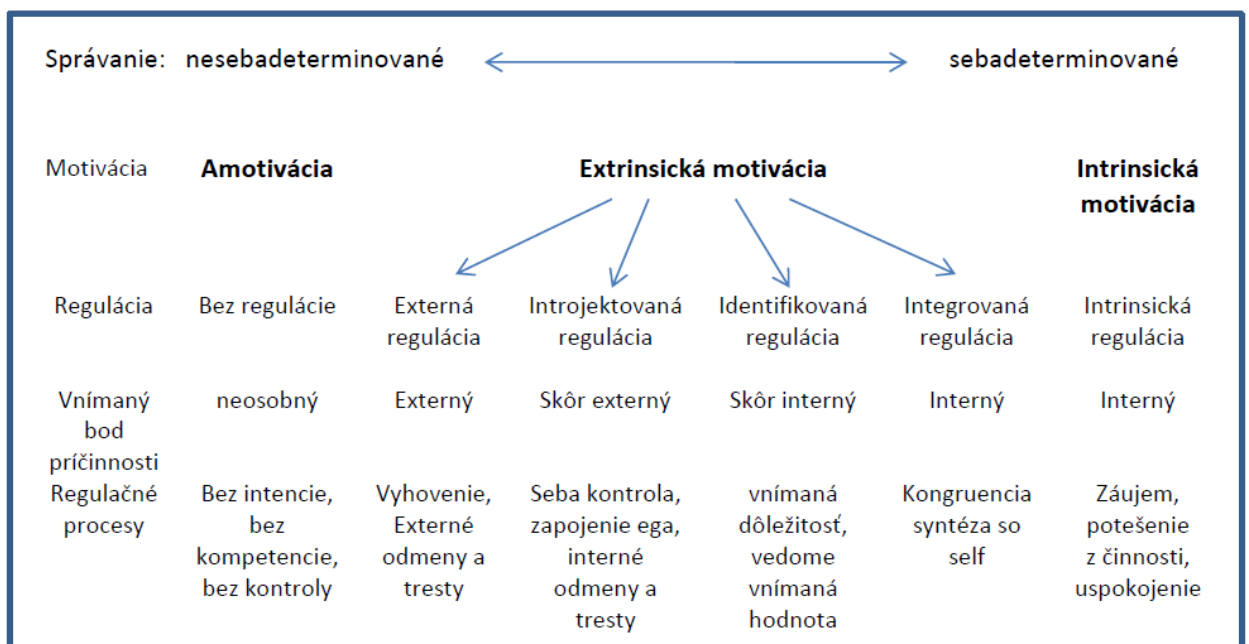 Správanie: nesebadeterminované sebadeterminované
Motivácia Amotivácia Extrinsická motivácia Intrinsická
motivácia
Regulácia Bez regulácie Externá Introjektovaná Identifikovaná Integrovaná Intrinsická
regulácia regulácia regulácia regulácia regulácia
Vnímaný neosobný Externý Skôr externý Skôr interný Interný Interný
bod
príčinnosti
Regulačné Bez intencie, Vyhovenie, Seba kontrola, vnímaná Kongruencia Záujem,
procesy bez Externé zapojenie ega, dôležitosť, syntéza so potešenie
kompetencie, odmeny a interné vedome self z činnosti,
bez kontroly tresty odmeny a vnímaná uspokojenie
tresty hodnota